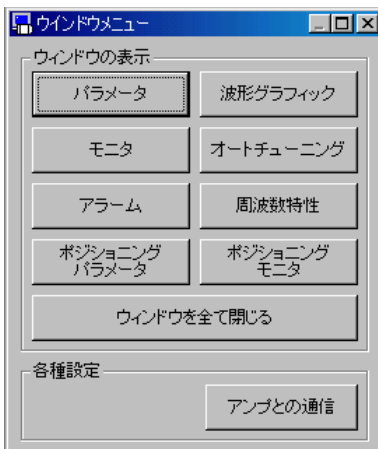 ウインドウメニュー
ウィンドウの表示
パラメータ
波形グラフィック
モニタ
オートチューニング
アラーム
周波数特性
ポジショニング
パラメータ
ポジショニング
モニタ
ウィンドウを全て閉じる
各種設定
アンプとの通信